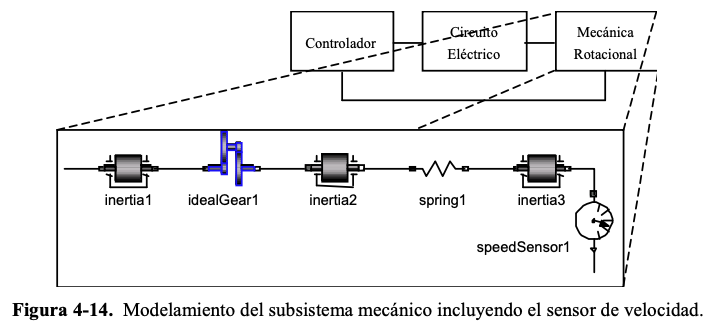 Controlador
Circuito
Eléctrico
Mecánica
Rotacional
inertia1
idealGear1
inertia2
spring1
inertia3
speedSensor1
Figura 4-14. Modelamiento del subsistema mecánico incluyendo el sensor de velocidad.